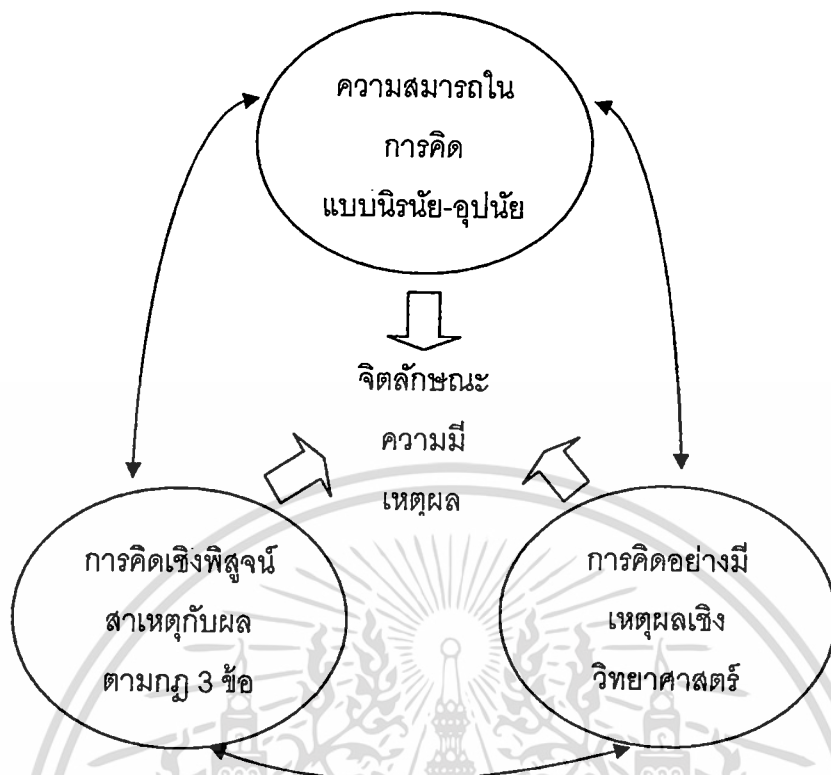 ความสมารถใน
การคิด
แบบนิรนัย-อุปนัย
จิตลักษณะ
ความมี
เหตุผล
การคิดเชิงพิสูจน์
สาเหตุกับผล
ตามกฎ 3 ข้อ
การคิดอย่างมี
เหตุผลเชิง
วิทยาศาสตร์